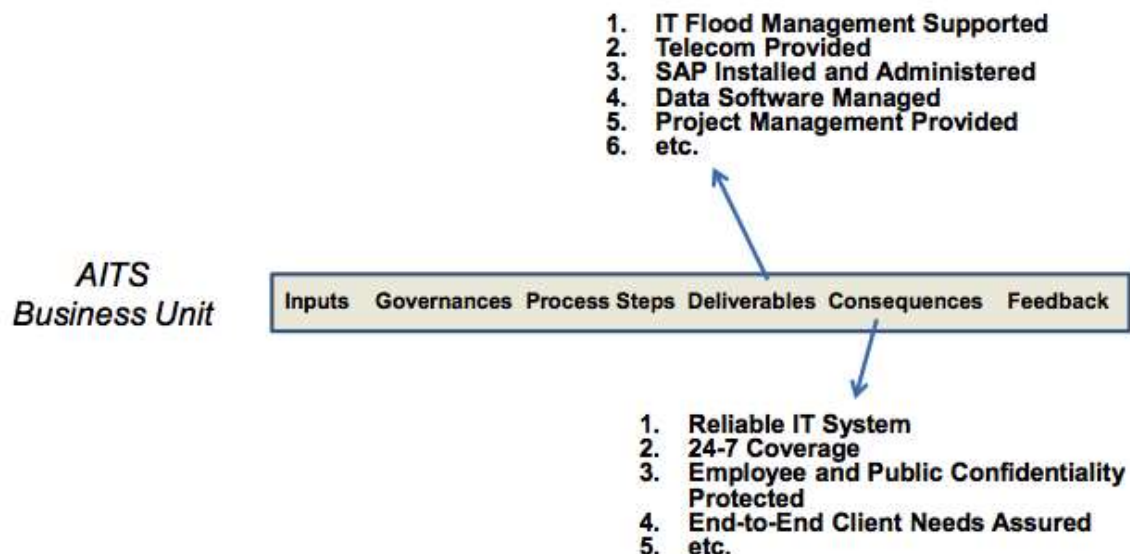 1. IT Flood Management Supported
2. Telecom Provided
3. SAP Installed and Administered
4. Data Software Managed
5. Project Management Provided
6. etc.
AITS
Business Unit
Inputs Governances Process Steps Deliverables Consequences Feedback
1. Reliable IT System
2. 24-7 Coverage
3. Employee and Public Confidentiality
Protected
4. End-to-End Client Needs Assured
5. etc.